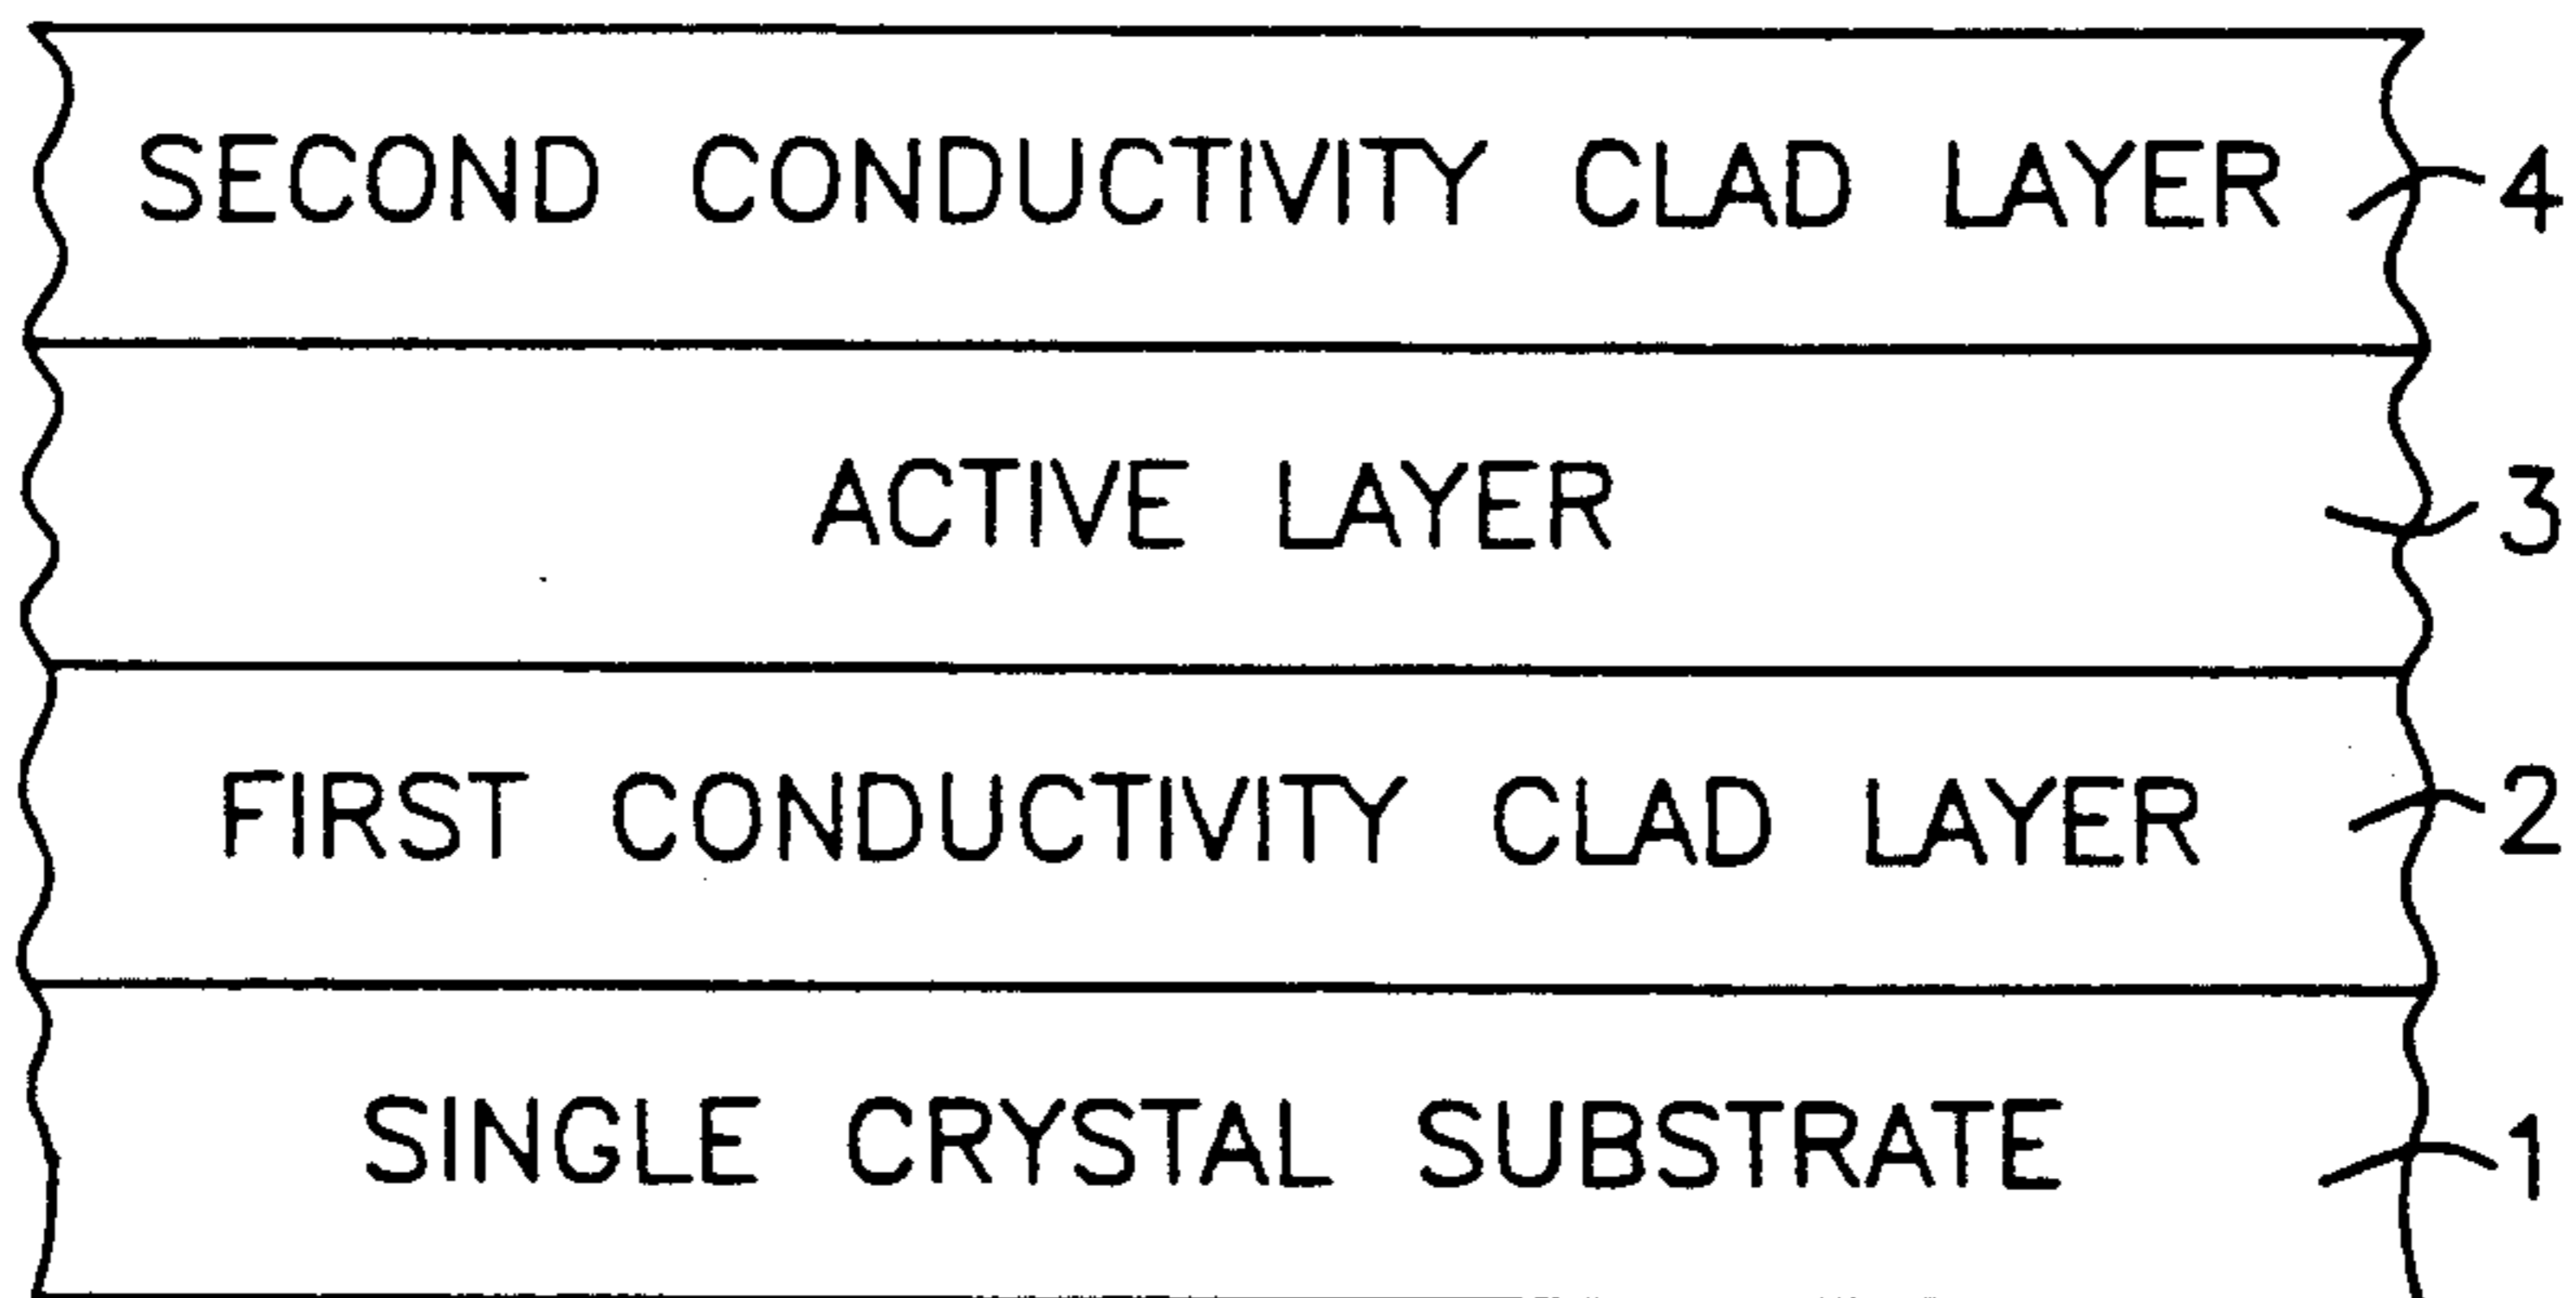 SECOND CONDUCTIVITY CLAD LAYER 4
ACTIVE LAYER 3
FIRST CONDUCTIVITY CLAD LAYER 2
SINGLE CRYSTAL SUBSTRATE 1